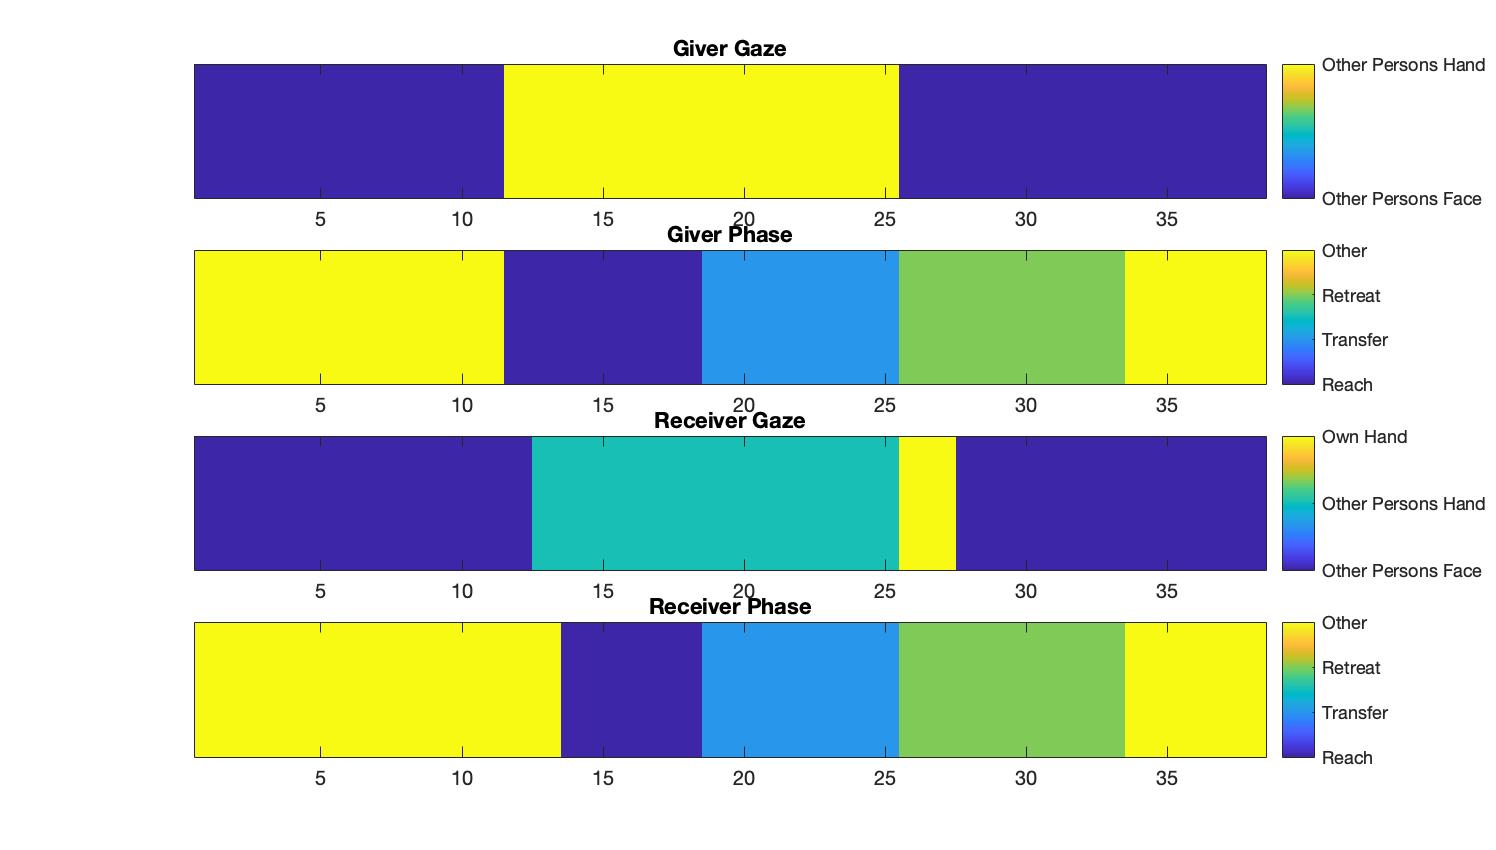 Giver Gaze
Other Persons Hand
Other Persons Face
5 10 15 20 25 30 35
Giver Phase
Other
Retreat
Transfer
Reach
5 10 15 20 25 30 35
Receiver Gaze
Own Hand
Other Persons Hand
Other Persons Face
5 10 15 20 25 30 35
Receiver Phase
Other
Retreat
Transfer
Reach
5 10 15 20 25 30 35